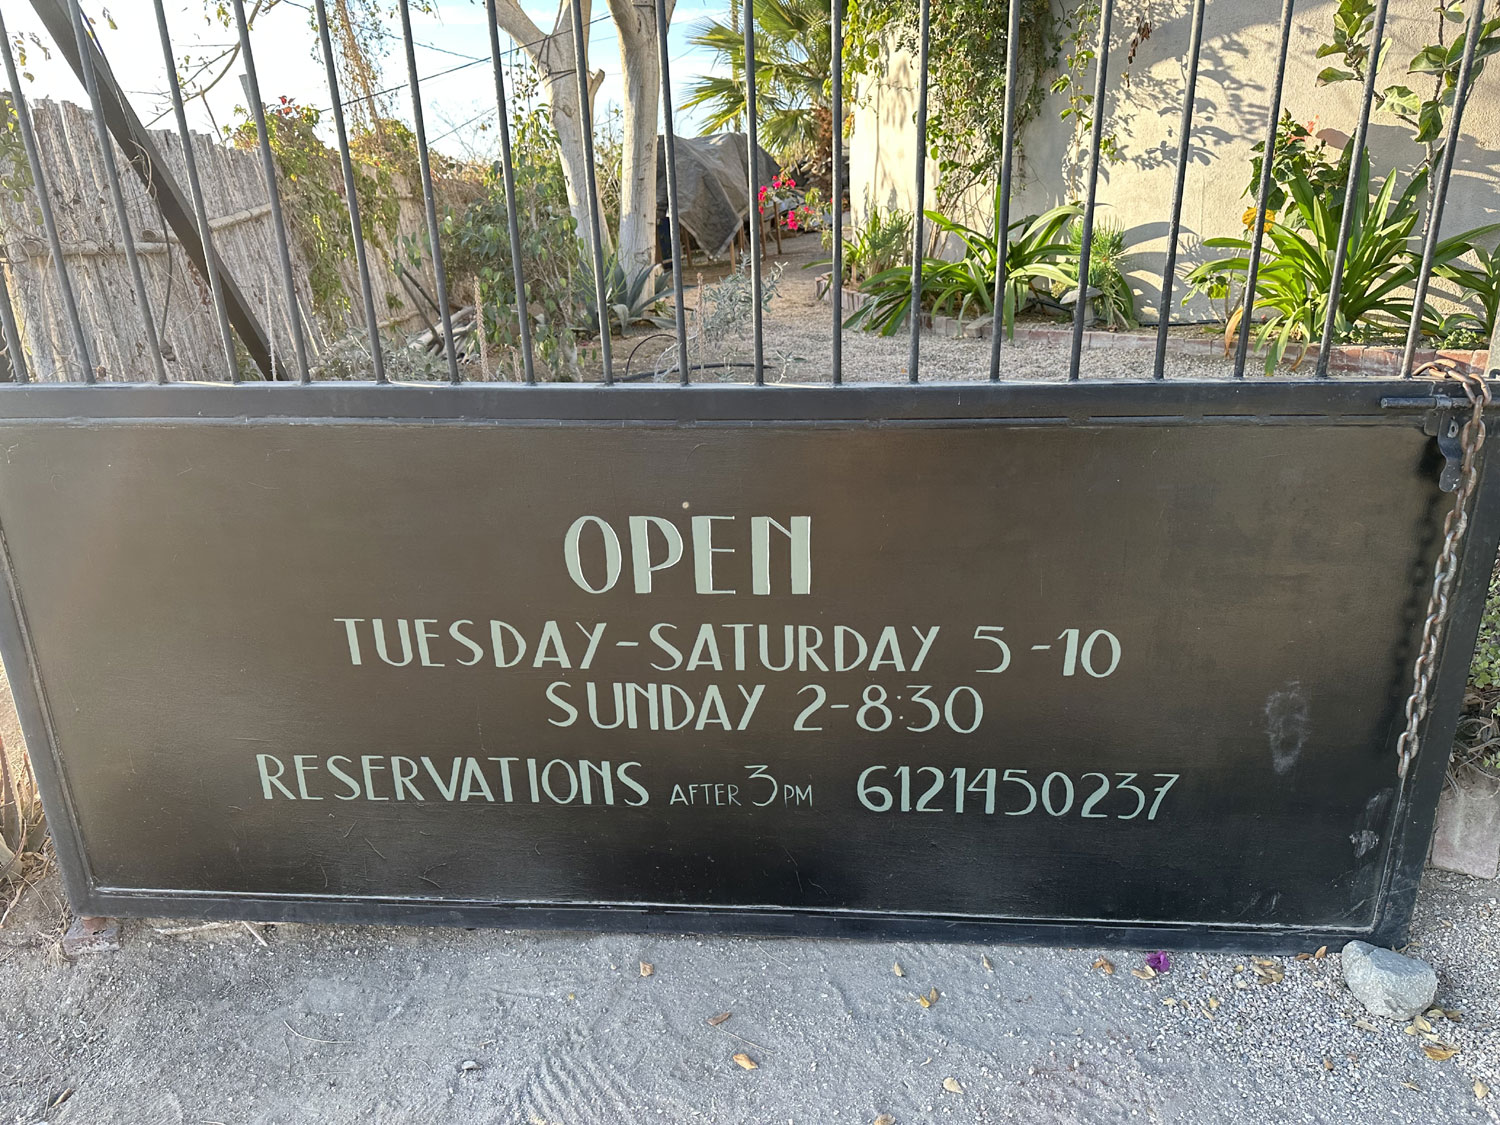 OPEN
TUESDAY-SATURDAY 5-10
SUNDAY 2-8:30
RESERVATIONS AFTER 3PM 6121450237